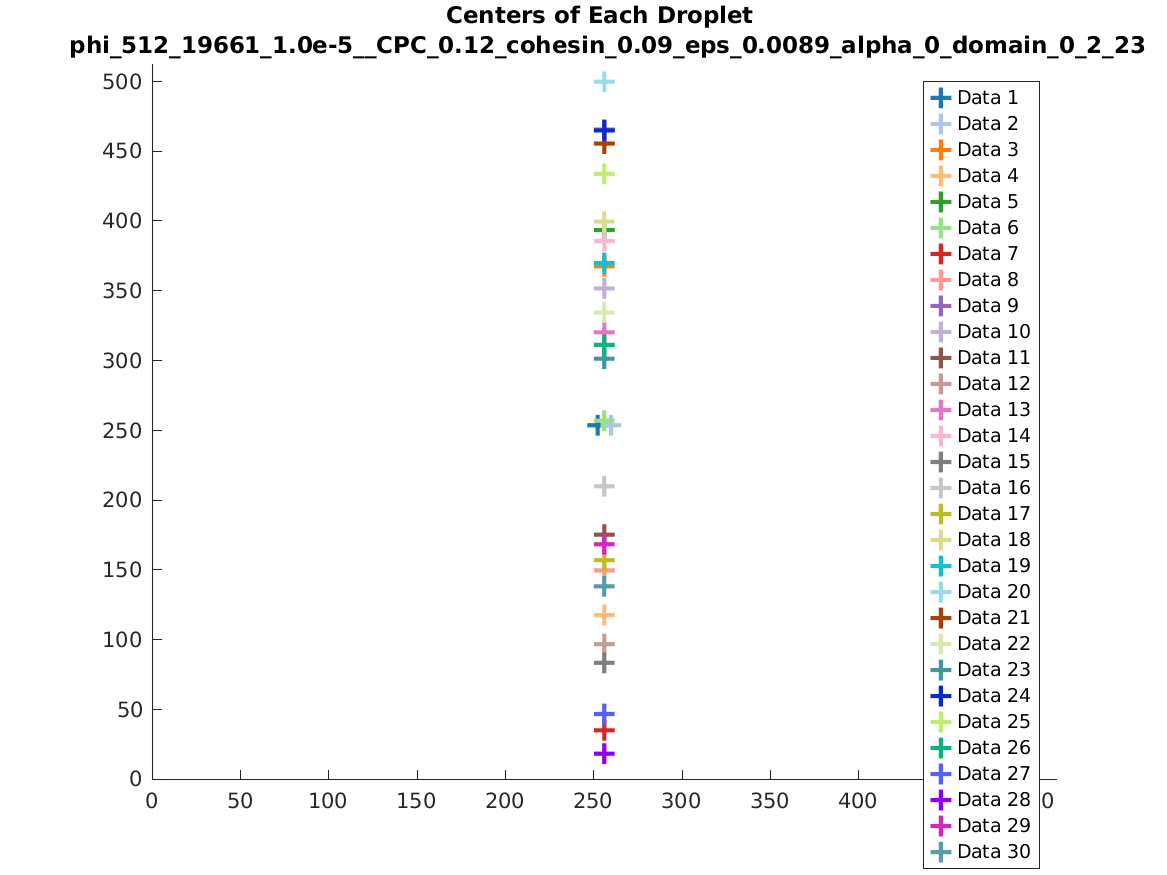 Centers of Each Droplet
phi_512_19661_1.0e-5__CPC_0.12_cohesin_0.09_eps_0.0089_alpha_0_domain_0_2_23
500
450
400
350
300
250
200
150
100
50
0
0 50 100 150 200 250 300 350 400 0
Data 1
Data 2
Data 3
Data 4
Data 5
Data 6
Data 7
Data 8
Data 9
Data 10
Data 11
Data 12
Data 13
Data 14
Data 15
Data 16
Data 17
Data 18
Data 19
Data 20
Data 21
Data 22
Data 23
Data 24
Data 25
Data 26
Data 27
Data 28
Data 29
Data 30